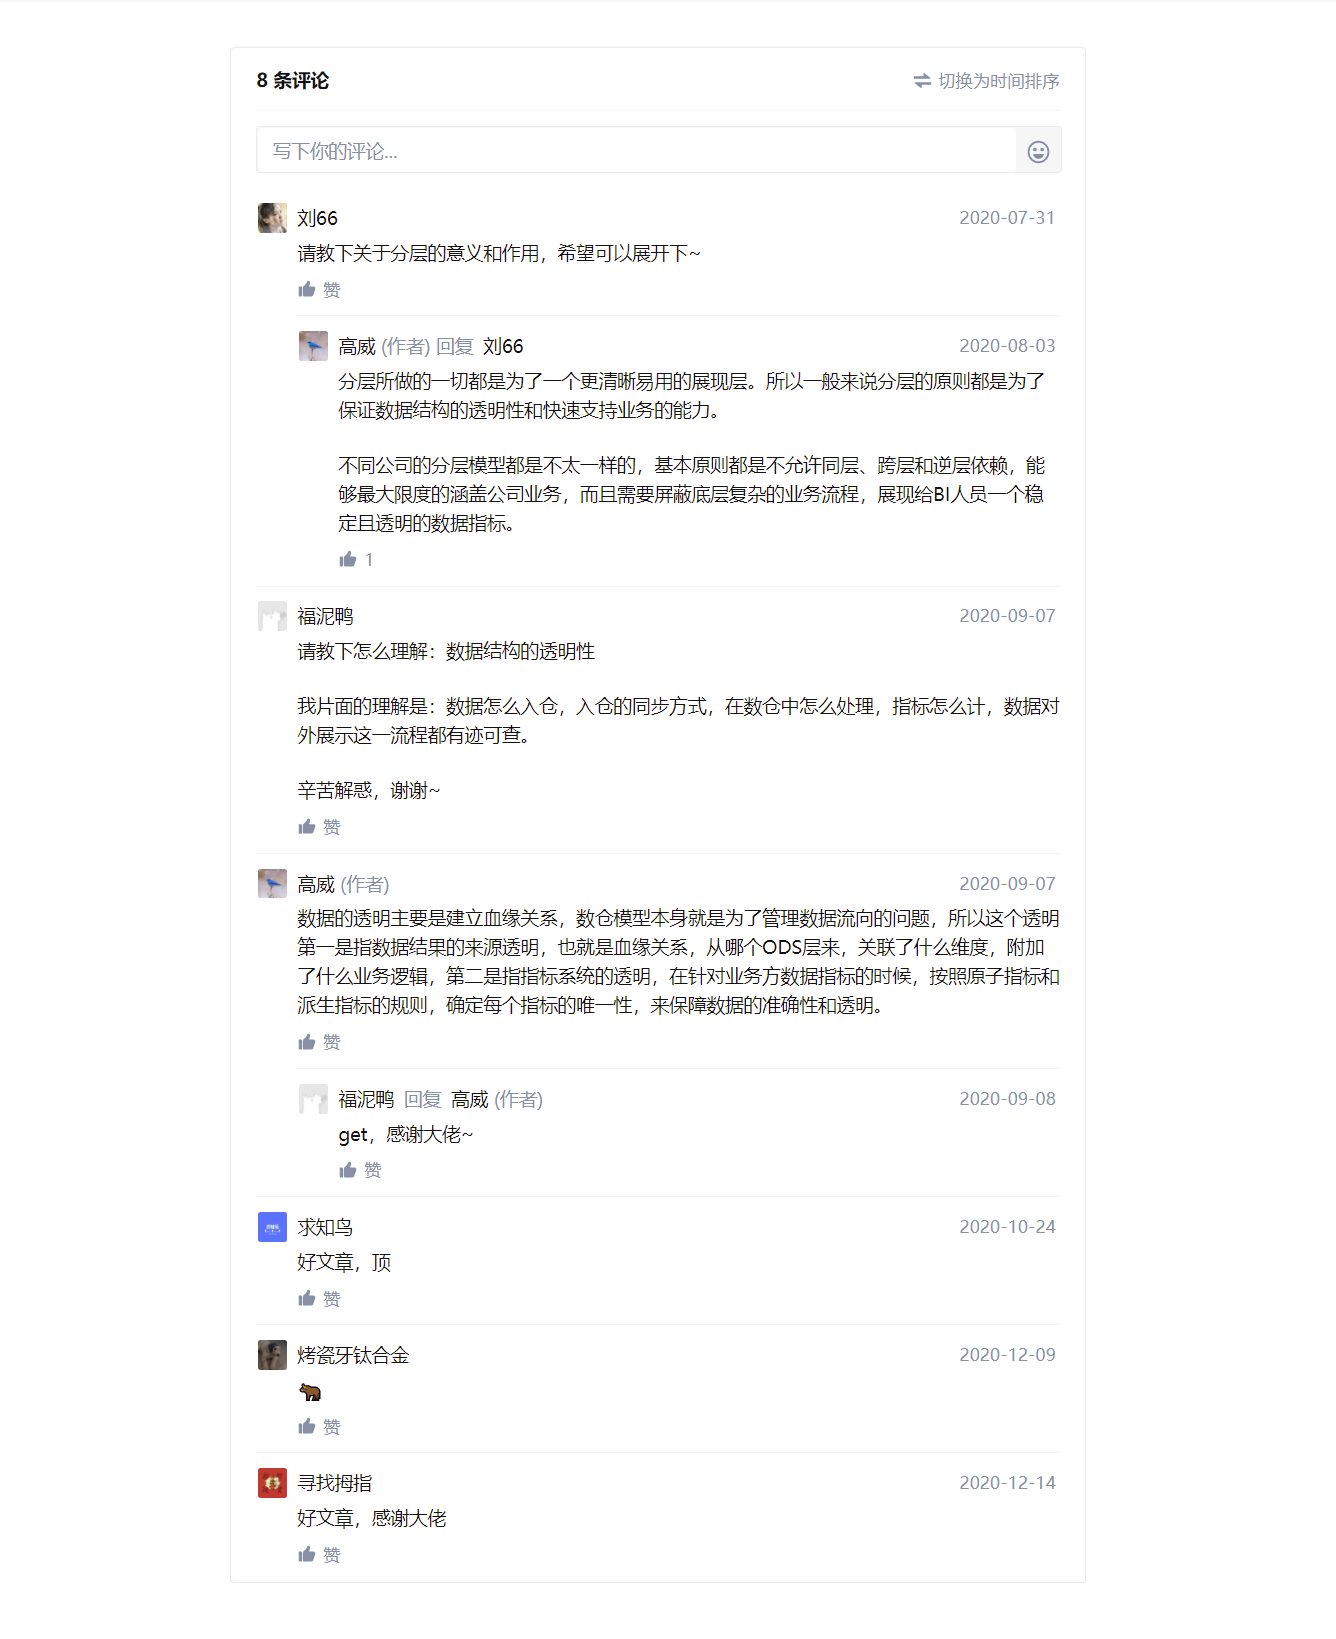 8 条评论
切换为时间排序
写下你的评论...
刘66
2020-07-31
请教下关于分层的意义和作用，希望可以展开下~
赞
高威 (作者) 回复 刘66
2020-08-03
分层所做的一切都是为了一个更清晰易用的展现层。所以一般来说分层的原则都是为了
保证数据结构的透明性和快速支持业务的能力。
不同公司的分层模型都是不太一样的，基本原则都是不允许同层、跨层和逆层依赖，能
够最大限度的涵盖公司业务，而且需要屏蔽底层复杂的业务流程，展现给BI人员一个稳
定且透明的数据指标。
1
福泥鸭
2020-09-07
请教下怎么理解：数据结构的透明性
我片面的理解是：数据怎么入仓，入仓的同步方式，在数仓中怎么处理，指标怎么计，数据对
外展示这一流程都有迹可查。
辛苦解惑，谢谢~
赞
高威 (作者)
2020-09-07
数据的透明主要是建立血缘关系，数仓模型本身就是为了管理数据流向的问题，所以这个透明
第一是指数据结果的来源透明，也就是血缘关系，从哪个ODS层来，关联了什么维度，附加
了什么业务逻辑，第二是指指标系统的透明，在针对业务方数据指标的时候，按照原子指标和
派生指标的规则，确定每个指标的唯一性，来保障数据的准确性和透明。
赞
福泥鸭 回复 高威 (作者)
2020-09-08
get，感谢大佬~
赞
求知鸟
2020-10-24
好文章，顶
赞
烤瓷牙钛合金
2020-12-09
🐂
赞
寻找拇指
2020-12-14
好文章，感谢大佬
赞